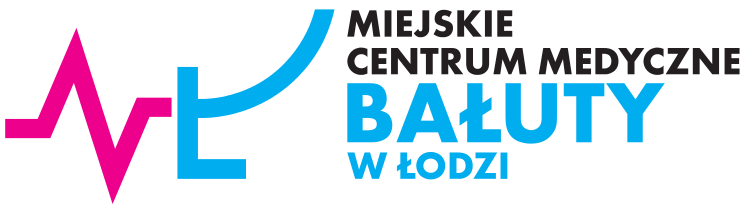 MIEJSKIE
CENTRUM MEDYCZNE
BAŁUTY
W ŁODZI